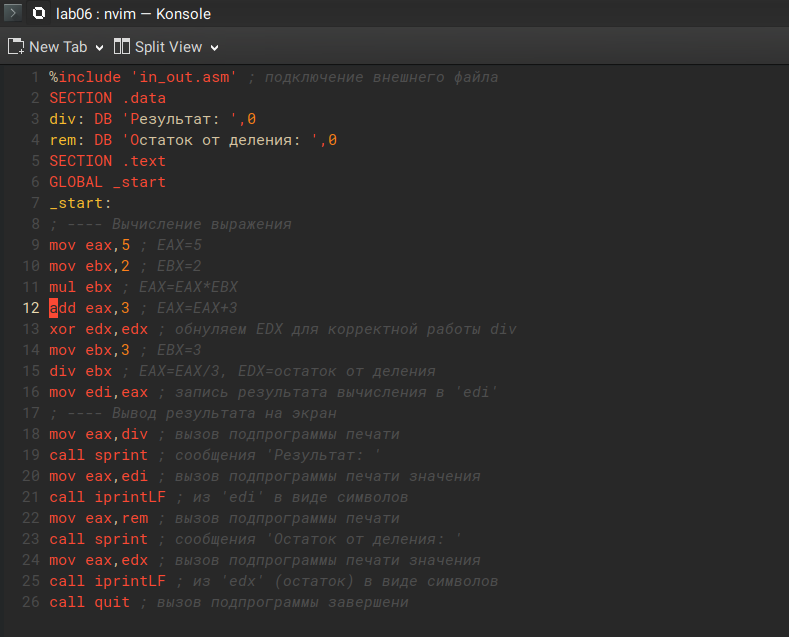 lab06 : nvim — Konsole
New Tab Split View
1 %include 'in_out.asm' ; подключение внешнего файла
2 SECTION .data
3 div: DB 'Результат: ',0
4 rem: DB 'Остаток от деления: ',0
5 SECTION .text
6 GLOBAL _start
7 _start:
8 ; ---- Вычисление выражения
9 mov eax,5 ; EAX=5
10 mov ebx,2 ; EBX=2
11 mul ebx ; EAX=EAX*EBX
12 add eax,3 ; EAX=EAX+3
13 xor edx,edx ; обнуляем EDX для корректной работы div
14 mov ebx,3 ; EBX=3
15 div ebx ; EAX=EAX/3, EDX=остаток от деления
16 mov edi,eax ; запись результата вычисления в 'edi'
17 ; ---- Вывод результата на экран
18 mov eax,div ; вызов подпрограммы печати
19 call sprint ; сообщения 'Результат: '
20 mov eax,edi ; вызов подпрограммы печати значения
21 call iprintLF ; из 'edi' в виде символов
22 mov eax,rem ; вызов подпрограммы печати
23 call sprint ; сообщения 'Остаток от деления: '
24 mov eax,edx ; вызов подпрограммы печати значения
25 call iprintLF ; из 'edx' (остаток) в виде символов
26 call quit ; вызов подпрограммы завершени